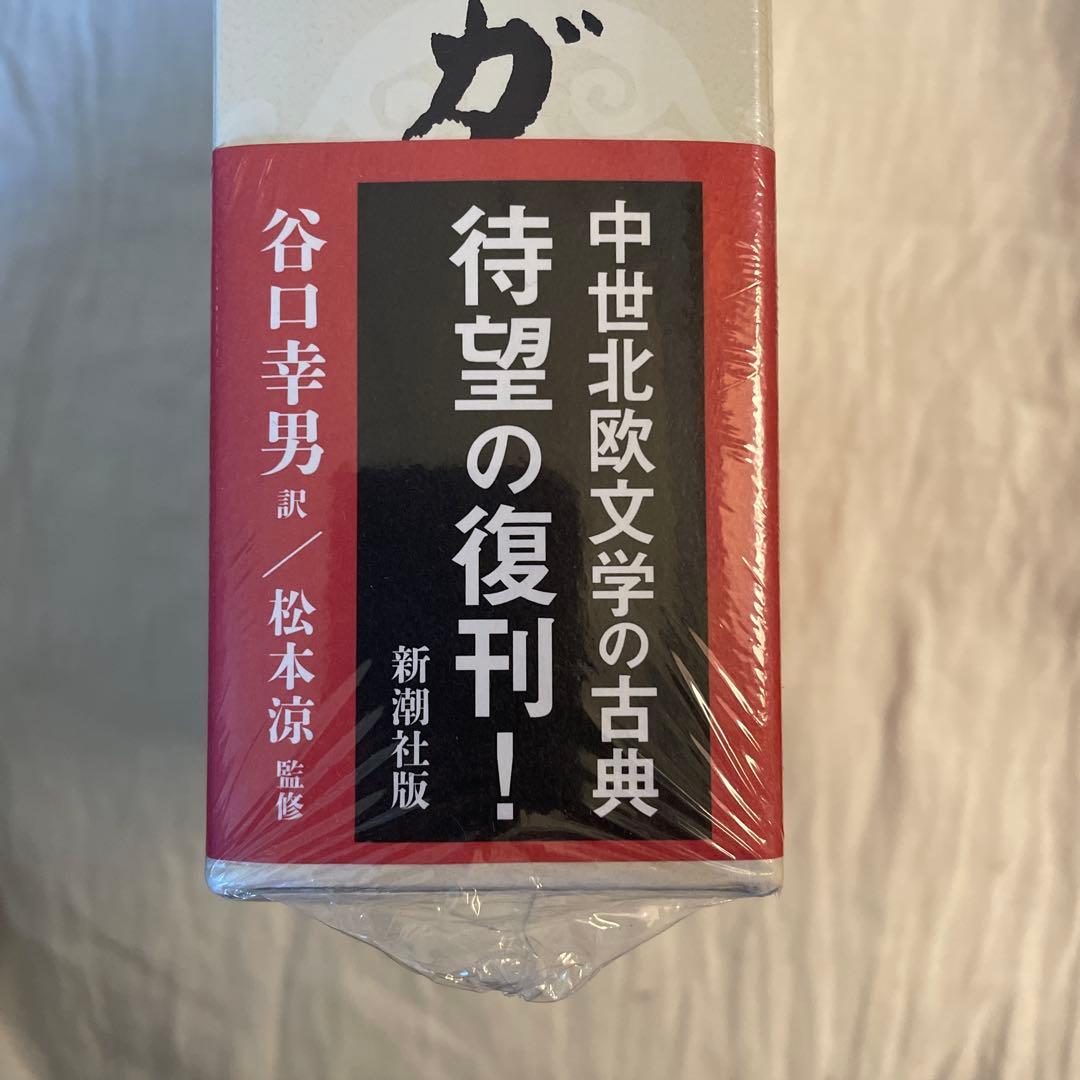 ガ
中世北欧文学の古典
待望の復刊!
新潮社版
谷口幸男 訳/松本涼 監修